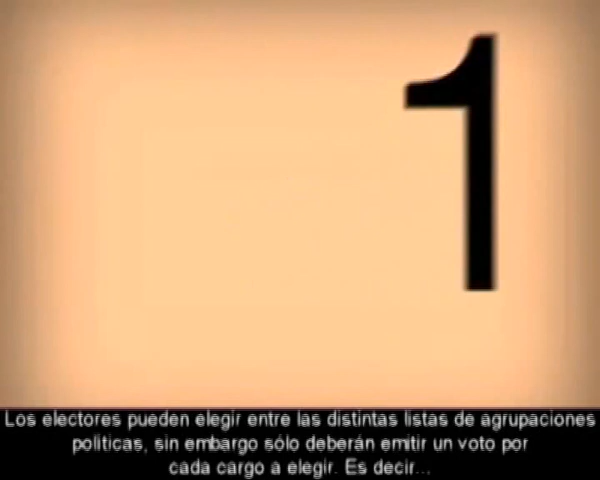 1
Los electores pueden elegir entre las distintas listas de agrupaciones
políticas, sin embargo sólo deberán emitir un voto por
cada cargo a elegir. Es decir...